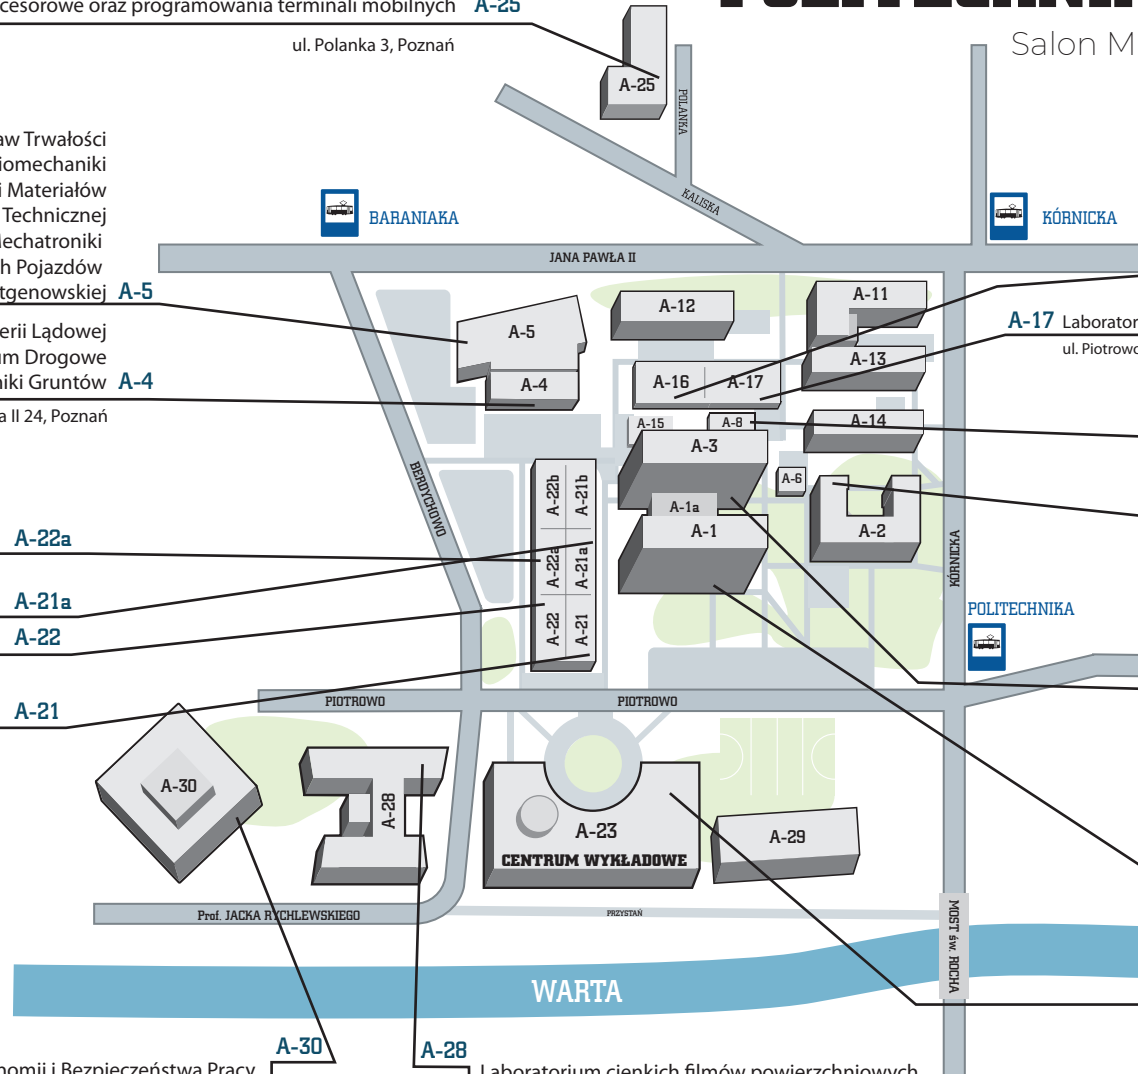 cesorowe oraz programowania terminali mobilnych A-25
ul. Polanka 3, Poznań
POLITECHNIKA
Salon M
A-25
POLANKA
KALISKA
aw Trwałości
iomechaniki
i Materiałów
Technicznej
Mechatroniki
h Pojazdów
tgenowskiej A-5
erii Lądowej
um Drogowe
niki Gruntów A-4
a II 24, Poznań
BARANIAKA
KÓRNICKA
JANA PAWŁA II
A-5
A-4
A-12
A-11
A-13
A-17 Laborator
ul. Piotrowo
A-16
A-17
A-15
A-8
A-14
A-3
A-6
A-1a
A-1
A-2
BERDYCHOWO
KÓRNICKA
A-22b
A-21b
A-22a
A-21a
A-22
A-21
A-22a
A-21a
A-22
A-21
POLITECHNIKA
PIOTROWO
PIOTROWO
A-30
A-28
A-23
CENTRUM WYKŁADOWE
A-29
Prof. JACKA RYCHLEWSKIEGO
PRZYSTAŃ
MOST św. ROCHA
WARTA
A-30
nomii i Bezpieczeństwa Pracy
A-28
Laboratorium cienkich filmów powierzchniowych